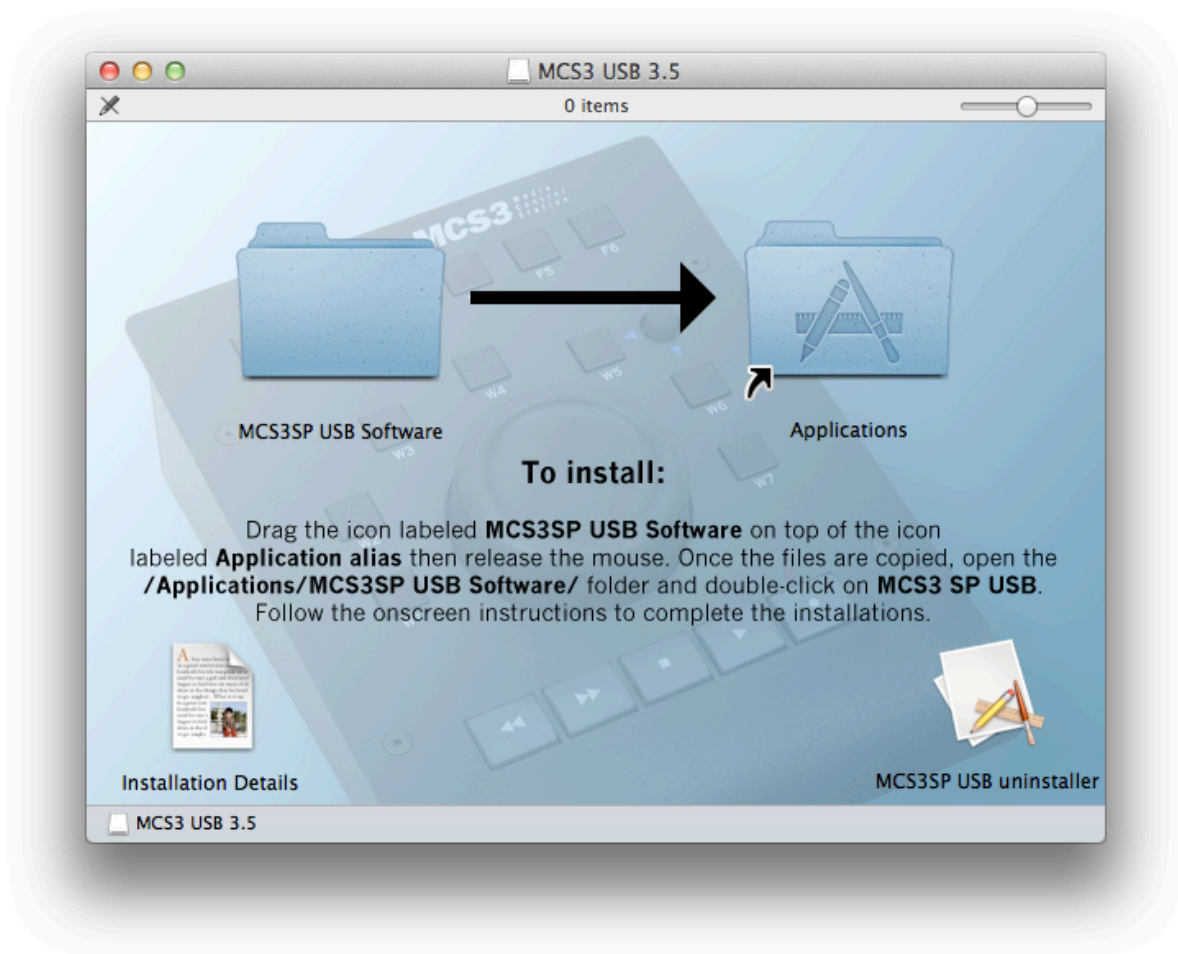 MCS3 USB 3.5
0 items
MCS3 Media Control Station
F5
F6
W4
W5
W6
W3
W7
MCS3SP USB Software
Applications
To install:
Drag the icon labeled MCS3SP USB Software on top of the icon
labeled Application alias then release the mouse. Once the files are copied, open the
/Applications/MCS3SP USB Software/ folder and double-click on MCS3 SP USB.
Follow the onscreen instructions to complete the installations.
Installation Details
MCS3SP USB uninstaller
MCS3 USB 3.5